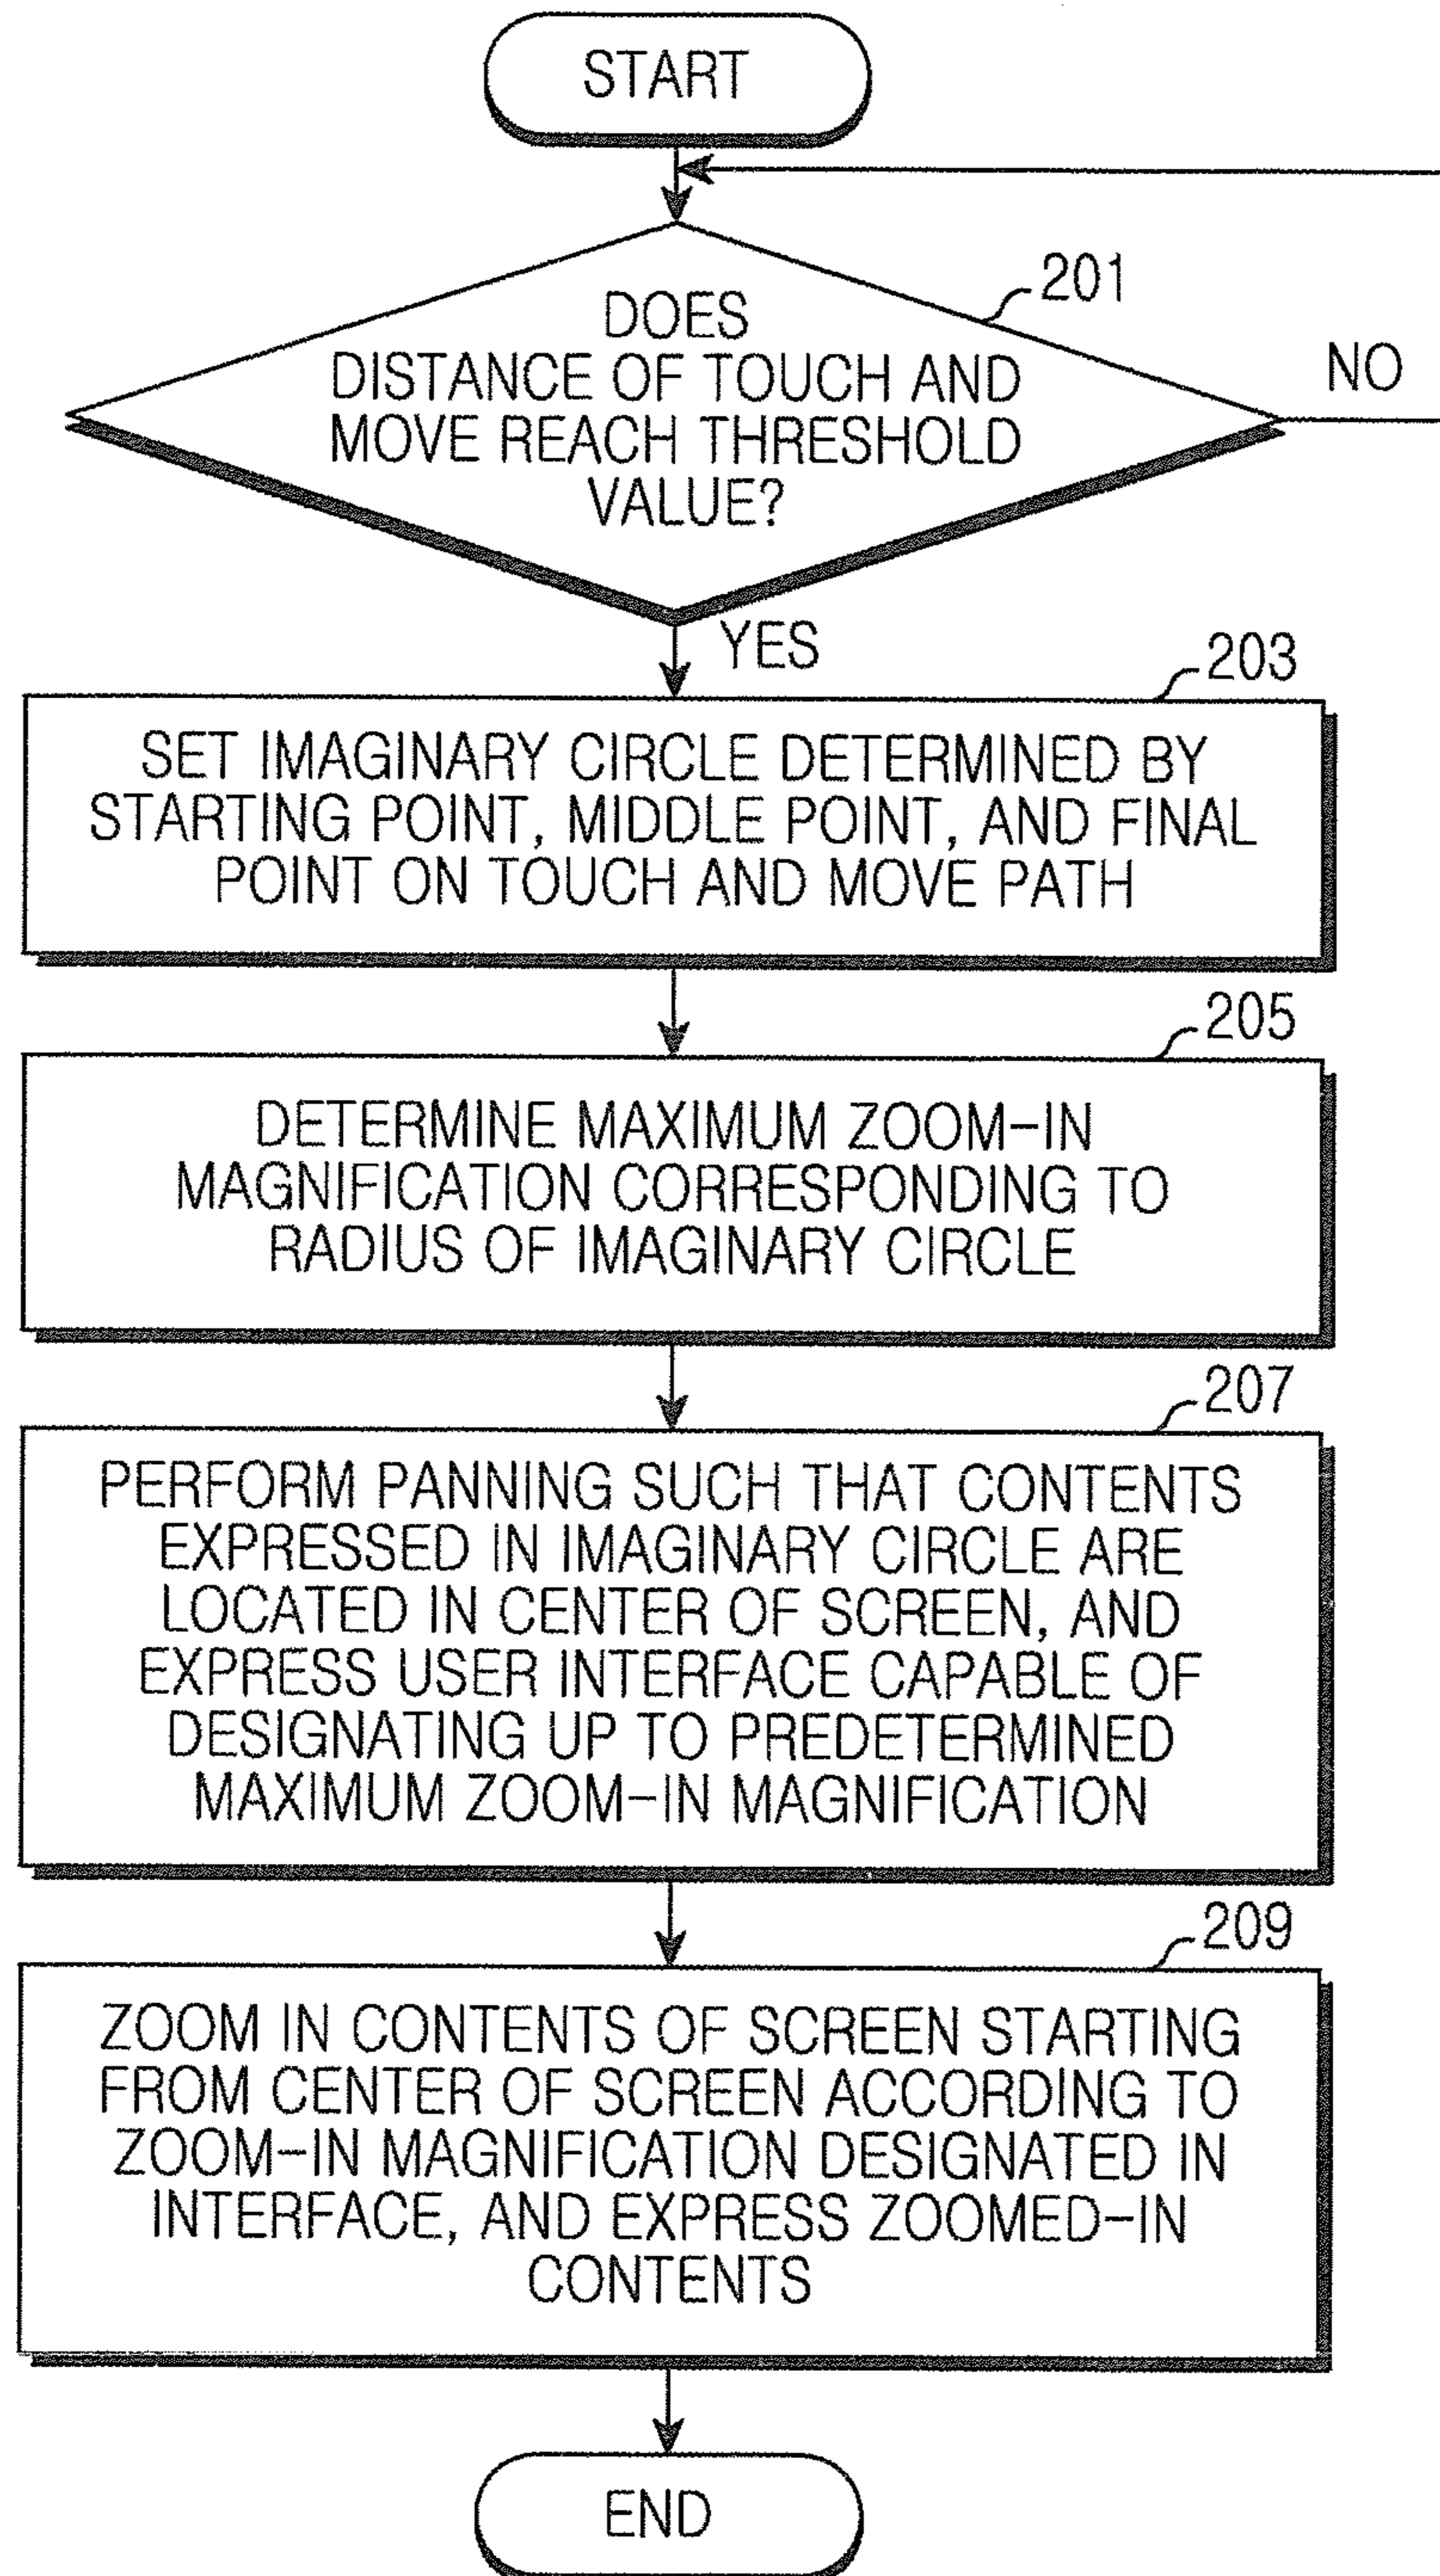 START
201
DOES
DISTANCE OF TOUCH AND
MOVE REACH THRESHOLD
VALUE?
NO
YES
203
SET IMAGINARY CIRCLE DETERMINED BY
STARTING POINT, MIDDLE POINT, AND FINAL
POINT ON TOUCH AND MOVE PATH
205
DETERMINE MAXIMUM ZOOM-IN
MAGNIFICATION CORRESPONDING TO
RADIUS OF IMAGINARY CIRCLE
207
PERFORM PANNING SUCH THAT CONTENTS
EXPRESSED IN IMAGINARY CIRCLE ARE
LOCATED IN CENTER OF SCREEN, AND
EXPRESS USER INTERFACE CAPABLE OF
DESIGNATING UP TO PREDETERMINED
MAXIMUM ZOOM-IN MAGNIFICATION
209
ZOOM IN CONTENTS OF SCREEN STARTING
FROM CENTER OF SCREEN ACCORDING TO
ZOOM-IN MAGNIFICATION DESIGNATED IN
INTERFACE, AND EXPRESS ZOOMED-IN
CONTENTS
END